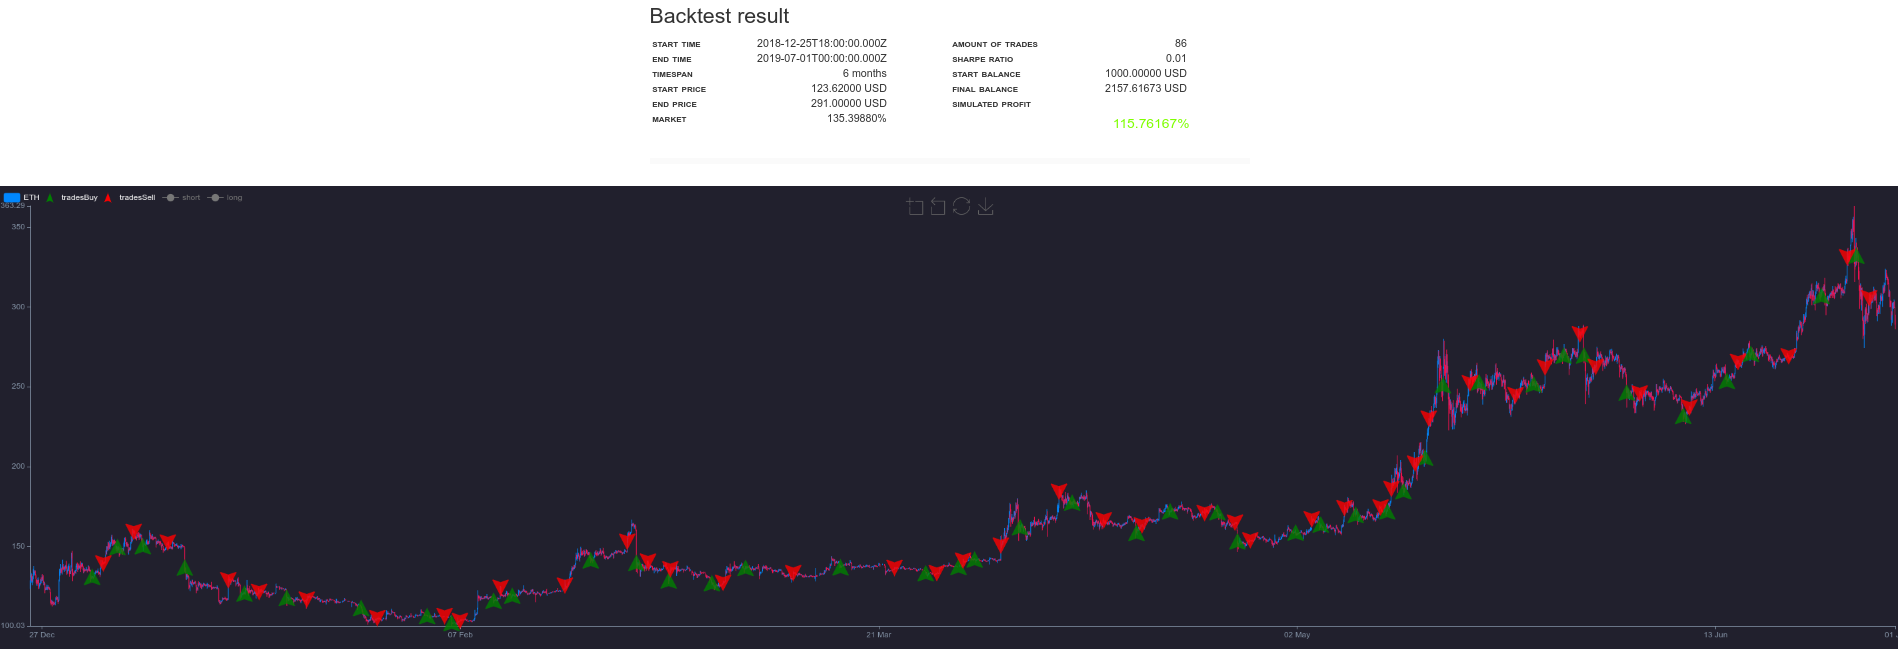 Backtest result
START TIME 2018-12-25T18:00:00.000Z
END TIME 2019-07-01T00:00:00.000Z
TIMESPAN 6 months
START PRICE 123.62000 USD
END PRICE 291.00000 USD
MARKET 135.39880%
AMOUNT OF TRADES 86
SHARPE RATIO 0.01
START BALANCE 1000.00000 USD
FINAL BALANCE 2157.61673 USD
SIMULATED PROFIT
115.76167%
ETH tradesBuy tradesSell short long
363.29
350
300
250
200
150
100.03
27 Dec 07 Feb 21 Mar 02 May 13 Jun 01